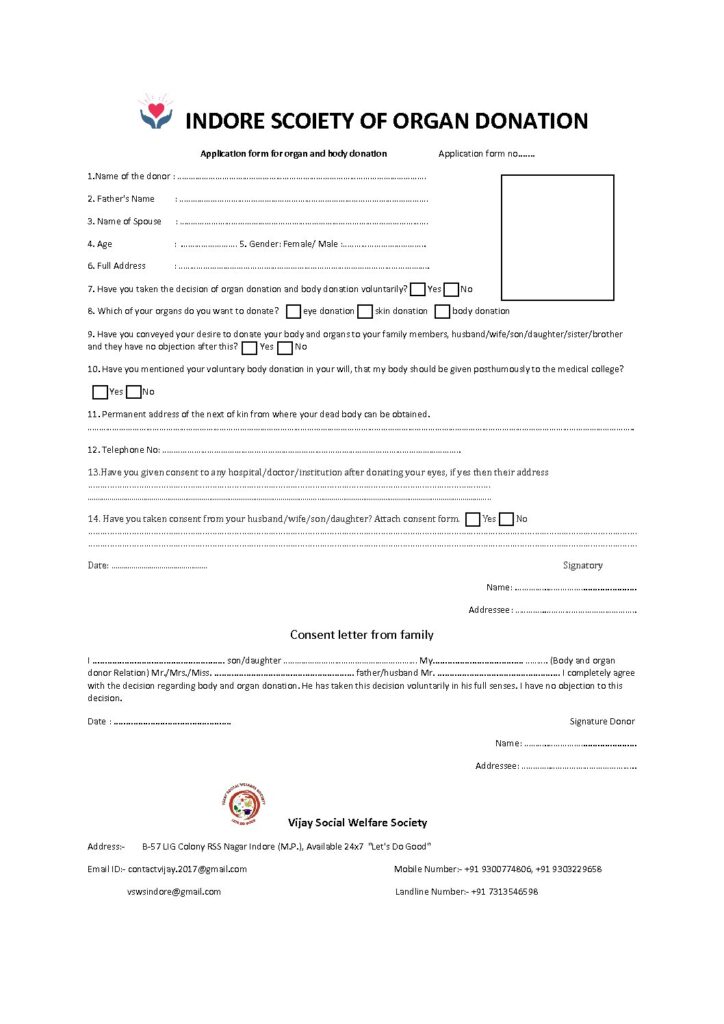 INDORE SCOIETY OF ORGAN DONATION
Application form for organ and body donation Application form no.......
1.Name of the donor : ........................................
2. Father's Name : ........................................
3. Name of Spouse : ........................................
4. Age : ........................ 5. Gender: Female/ Male :........................
6. Full Address : ........................................
7. Have you taken the decision of organ donation and body donation voluntarily? Yes No
8. Which of your organs do you want to donate? eye donation skin donation body donation
9. Have you conveyed your desire to donate your body and organs to your family members, husband/wife/son/daughter/sister/brother
and they have no objection after this? Yes No
10. Have you mentioned your voluntary body donation in your will, that my body should be given posthumously to the medical college?
Yes No
11. Permanent address of the next of kin from where your dead body can be obtained.
........................................
12. Telephone No: ........................................
13.Have you given consent to any hospital/doctor/institution after donating your eyes, if yes then their address
........................................
........................................
14. Have you taken consent from your husband/wife/son/daughter? Attach consent form. Yes No
........................................
........................................
Date: ........................................ Signatory
Name: ........................................
Addressee : ........................................
Consent letter from family
I ........................................ son/daughter ........................................ My........................................ (Body and organ
donor Relation) Mr./Mrs./Miss. ........................................ father/husband Mr. ........................................ I completely agree
with the decision regarding body and organ donation. He has taken this decision voluntarily in his full senses. I have no objection to this
decision.
Date : ........................................ Signature Donor
Name: ........................................
Addressee: ........................................
VIJAY SOCIAL WELFARE SOCIETY
LET'S DO GOOD
Vijay Social Welfare Society
Address:- B-57 LIG Colony RSS Nagar Indore (M.P.), Available 24x7 "Let's Do Good"
Email ID:- contactvijay.2017@gmail.com Mobile Number:- +91 9300774806, +91 9303229658
vswsindore@gmail.com Landline Number:- +91 7313546598